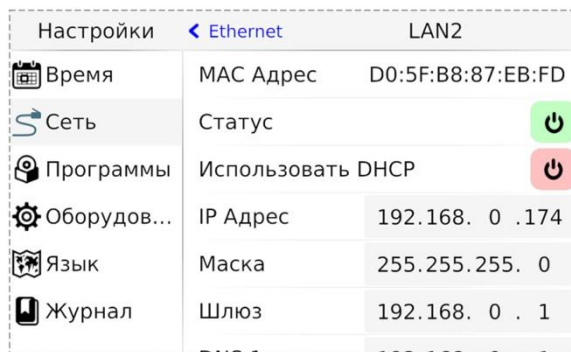 Настройки
Ethernet
LAN2
Время
MAC Адрес
D0:5F:B8:87:EB:FD
Сеть
Статус
Программы
Использовать DHCP
Оборудов...
IP Адрес
192.168. 0 .174
Язык
Маска
255.255.255. 0
Журнал
Шлюз
192.168. 0 . 1